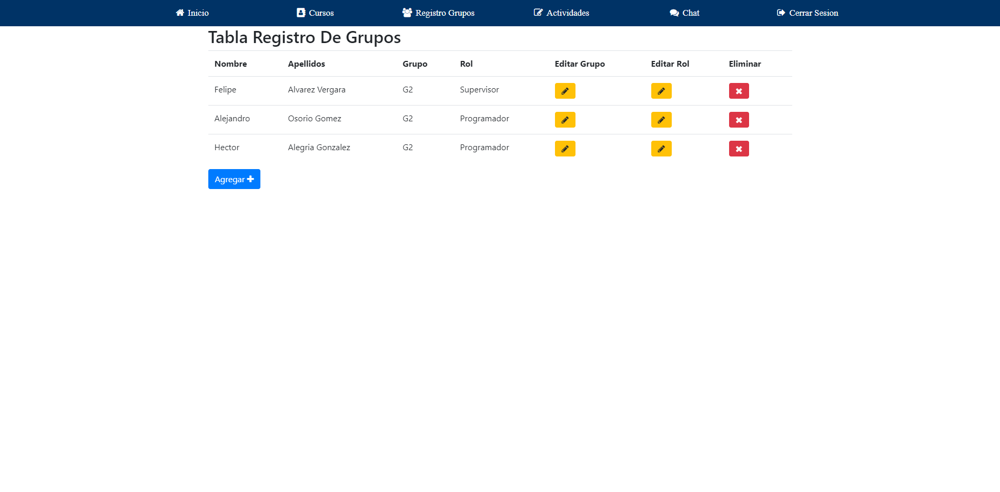 Inicio Cursos Registro Grupos Actividades Chat Cerrar Sesion
Tabla Registro De Grupos
Nombre Apellidos Grupo Rol Editar Grupo Editar Rol Eliminar
Felipe Alvarez Vergara G2 Supervisor
Alejandro Osorio Gomez G2 Programador
Hector Alegria Gonzalez G2 Programador
Agregar